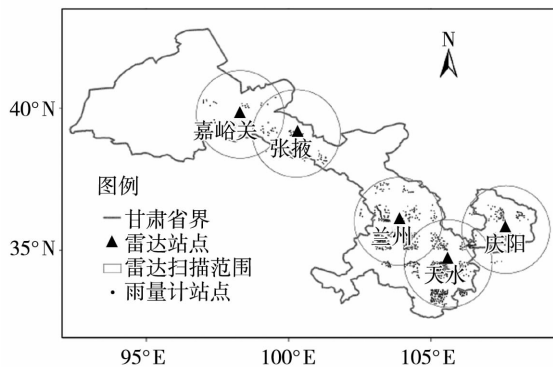 N
40°N
嘉峪关
张掖
图例
甘肃省界
雷达站点
雷达扫描范围
雨量计站点
兰州
庆阳
天水
35°N
95°E
100°E
105°E